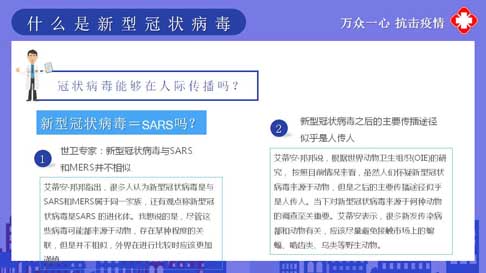 什么是新型冠状病毒
万众一心 抗击疫情
冠状病毒能够在人际传播吗?
新型冠状病毒=SARS吗?
1
世卫专家:新型冠状病毒与SARS
和MERS并不相似
艾蒂安·邦邦指出,很多人认为新型冠状病毒是与
SARS和MERS属于同一家族,还有观点称新型冠
状病毒是SARS 的进化体。我想说的是,尽管这
些病毒可能都来源于动物,存在某种程度的关
联,但是并不相似,外界在进行比较时应该更加
谨慎
2
新型冠状病毒之后的主要传播途径
似乎是人传人
艾蒂安·邦邦说,根据世界动物卫生组织(OIE)的研
究,按照目前情况来看,虽然人们怀疑新型冠状
病毒来源于动物,但是之后的主要传播途径似乎
是人传人。当下对新型冠状病毒来源于何种动物
的调查至关重要。艾蒂安表示,很多新发传染病
都和动物有关,应该尽量避免接触市场上的蝙
蝠、啮齿类、鸟类等野生动物。